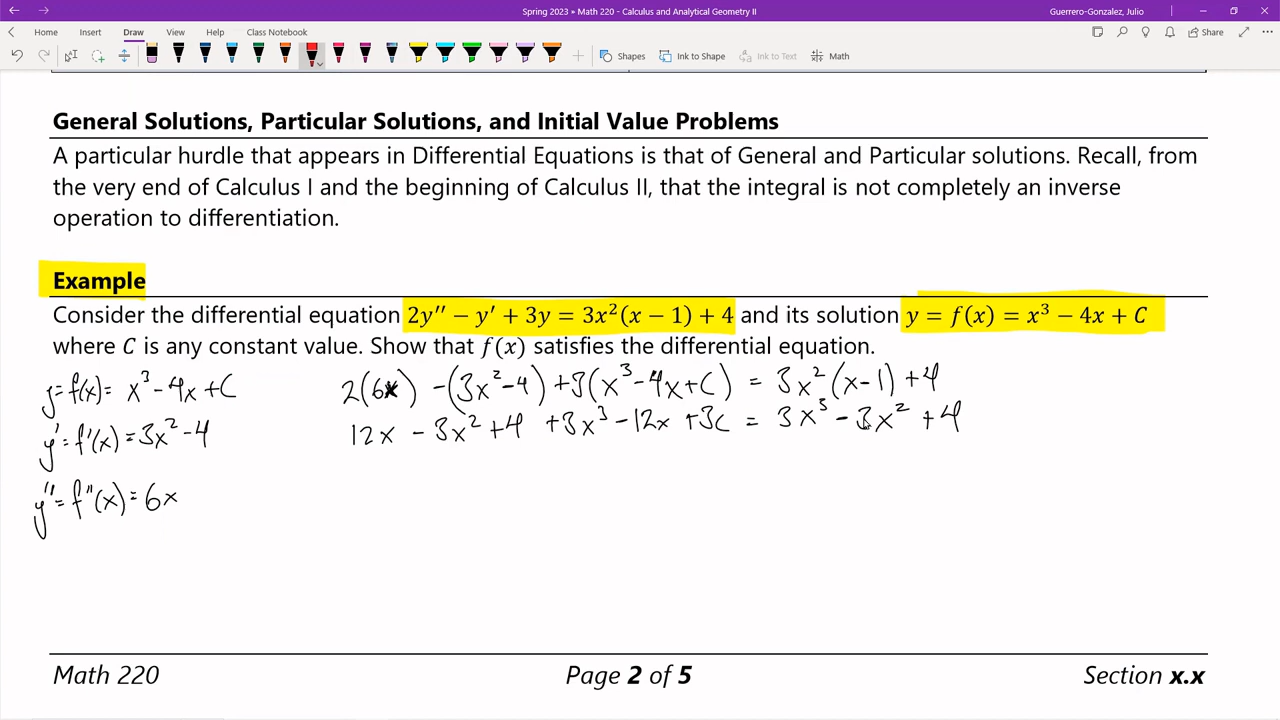 Spring 2023 » Math 220 - Calculus and Analytical Geometry II
Guerrero-Gonzalez, Julio
Home Insert Draw View Help Class Notebook
Share
Shapes Ink to Shape Ink to Text Math
General Solutions, Particular Solutions, and Initial Value Problems
A particular hurdle that appears in Differential Equations is that of General and Particular solutions. Recall, from
the very end of Calculus I and the beginning of Calculus II, that the integral is not completely an inverse
operation to differentiation.
Example
Consider the differential equation 2y′′ − y′ + 3y = 3x²(x − 1) + 4 and its solution y = f(x) = x³ − 4x + C
where C is any constant value. Show that f(x) satisfies the differential equation.
y = f(x) = x³ − 4x + C
2(6x) − (3x² − 4) + 3(x³ − 4x + C) = 3x²(x − 1) + 4
y' = f'(x) = 3x² − 4
12x − 3x² + 4 + 3x³ − 12x + 3C = 3x³ − 3x² + 4
y'' = f''(x) = 6x
Math 220 Page 2 of 5 Section x.x